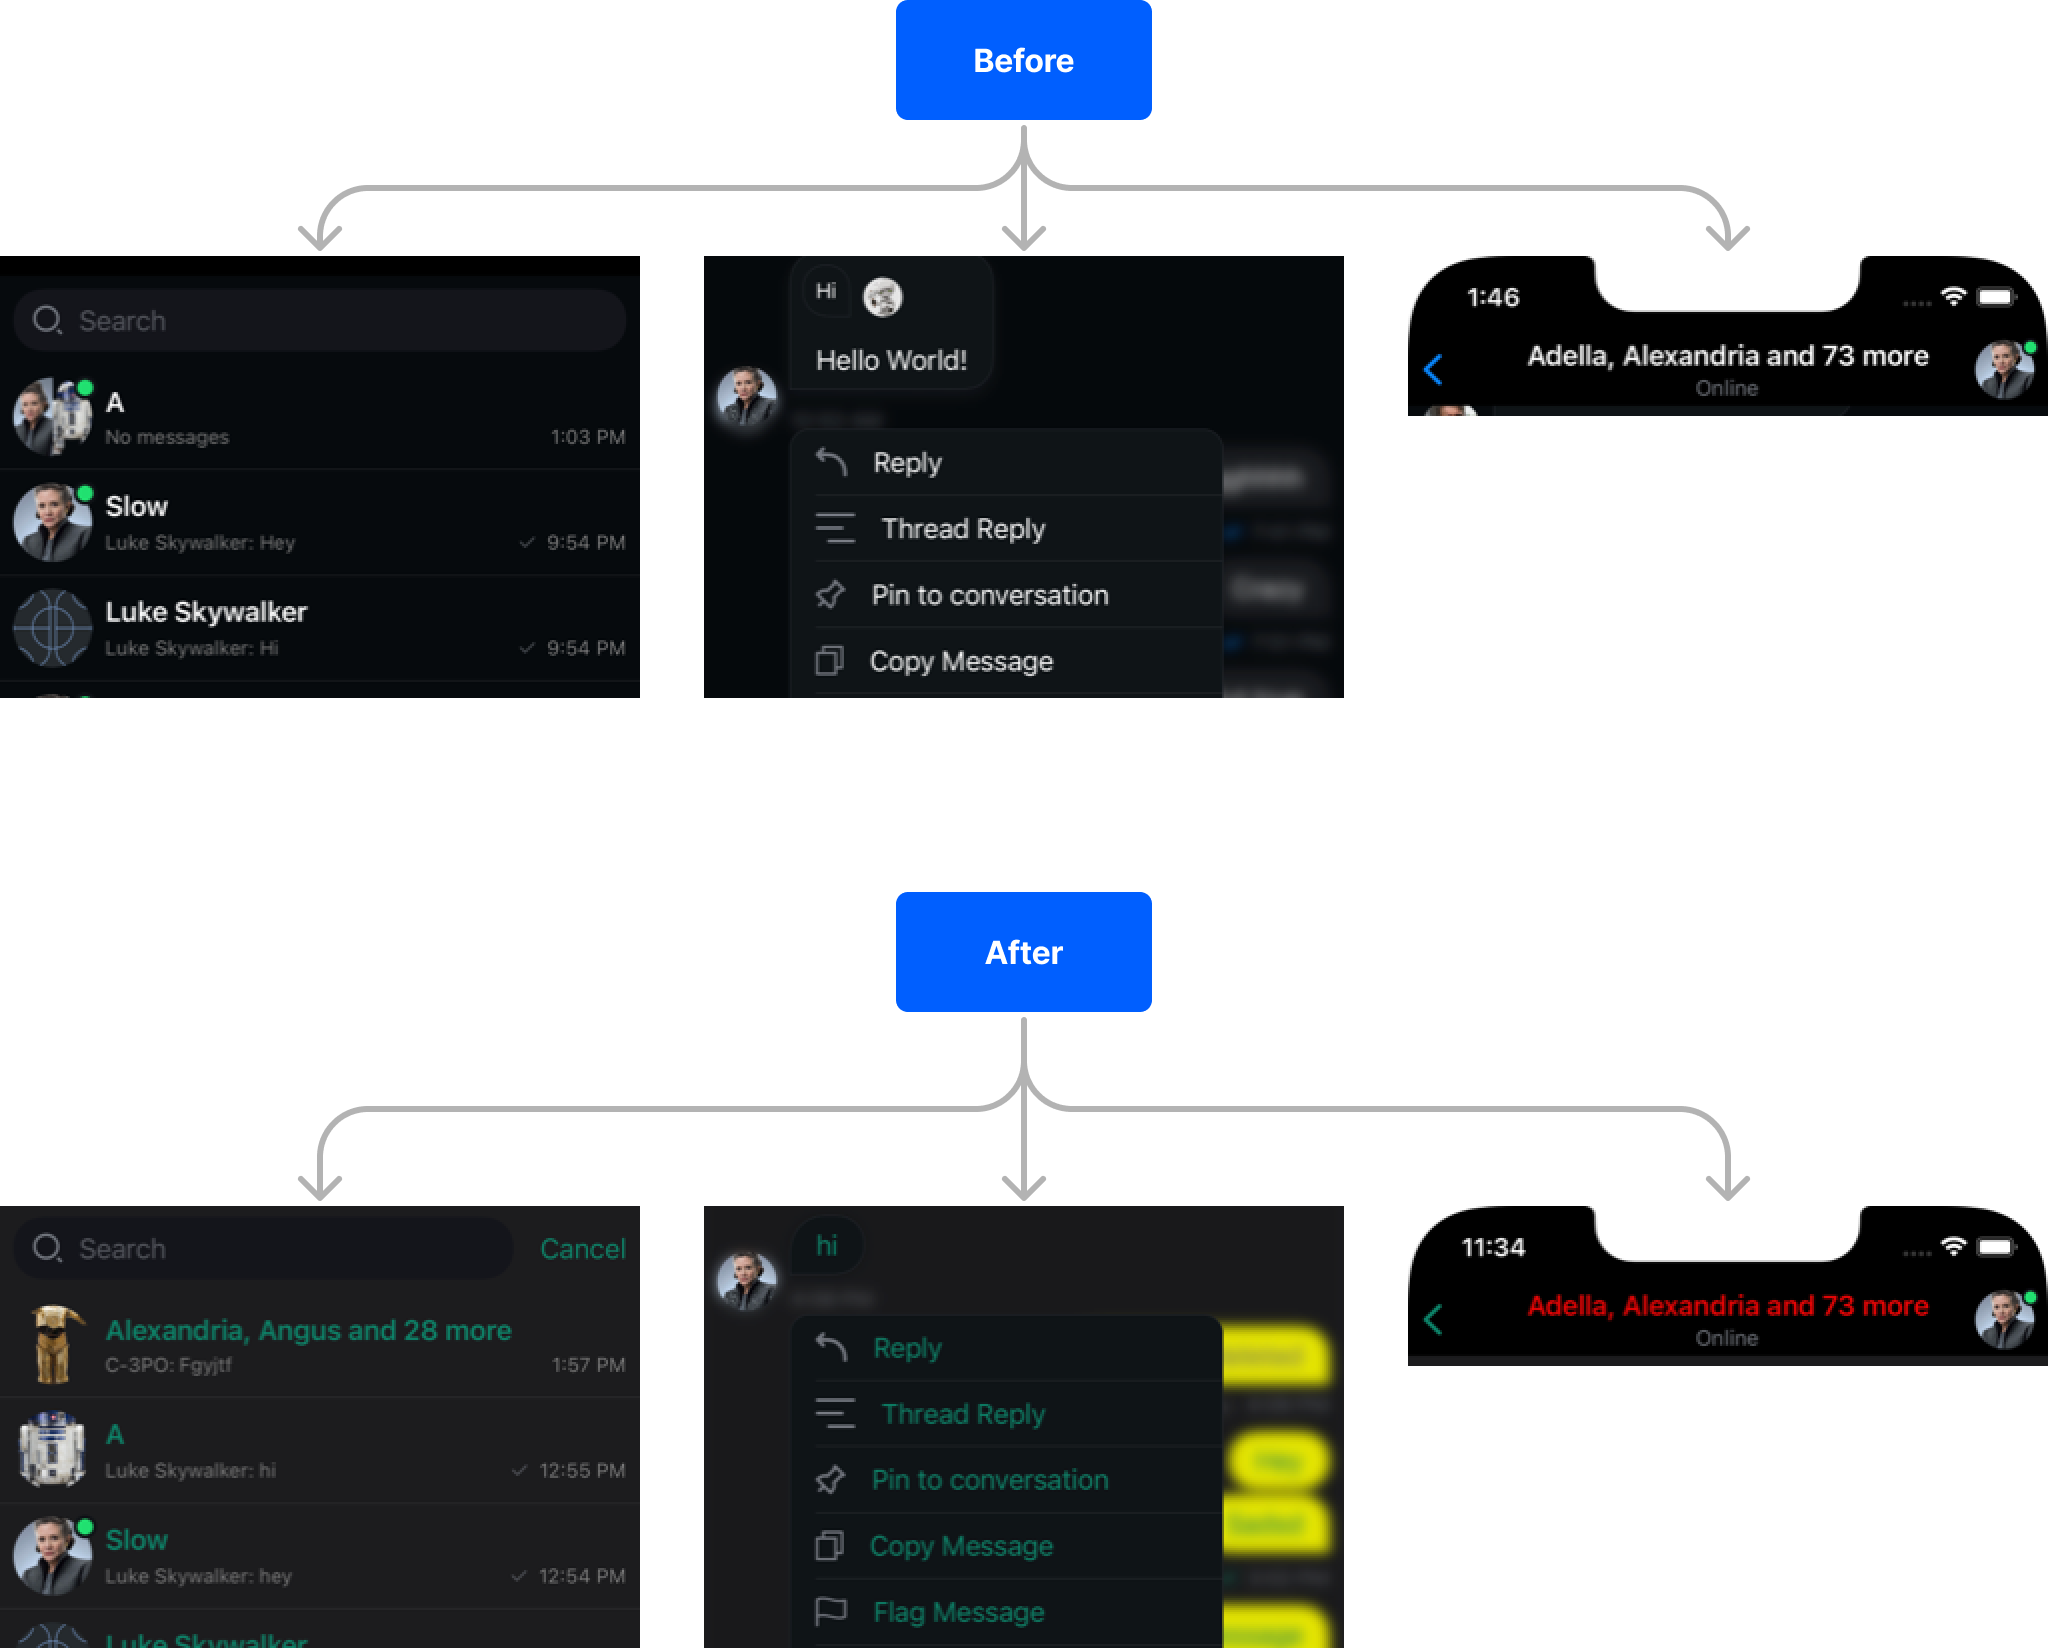 Before
Search
A
No messages
1:03 PM
Slow
Luke Skywalker: Hey
9:54 PM
Luke Skywalker
Luke Skywalker: Hi
9:54 PM
Hi
Hello World!
Reply
Thread Reply
Pin to conversation
Copy Message
Crazy
1:46
Adella, Alexandria and 73 more
Online
After
Search
Cancel
Alexandria, Angus and 28 more
C-3PO: Fgyjtf
1:57 PM
A
Luke Skywalker: hi
12:55 PM
Slow
Luke Skywalker: hey
12:54 PM
Luke Skywalker
hi
Reply
Thread Reply
Pin to conversation
Copy Message
Flag Message
11:34
Adella, Alexandria and 73 more
Online